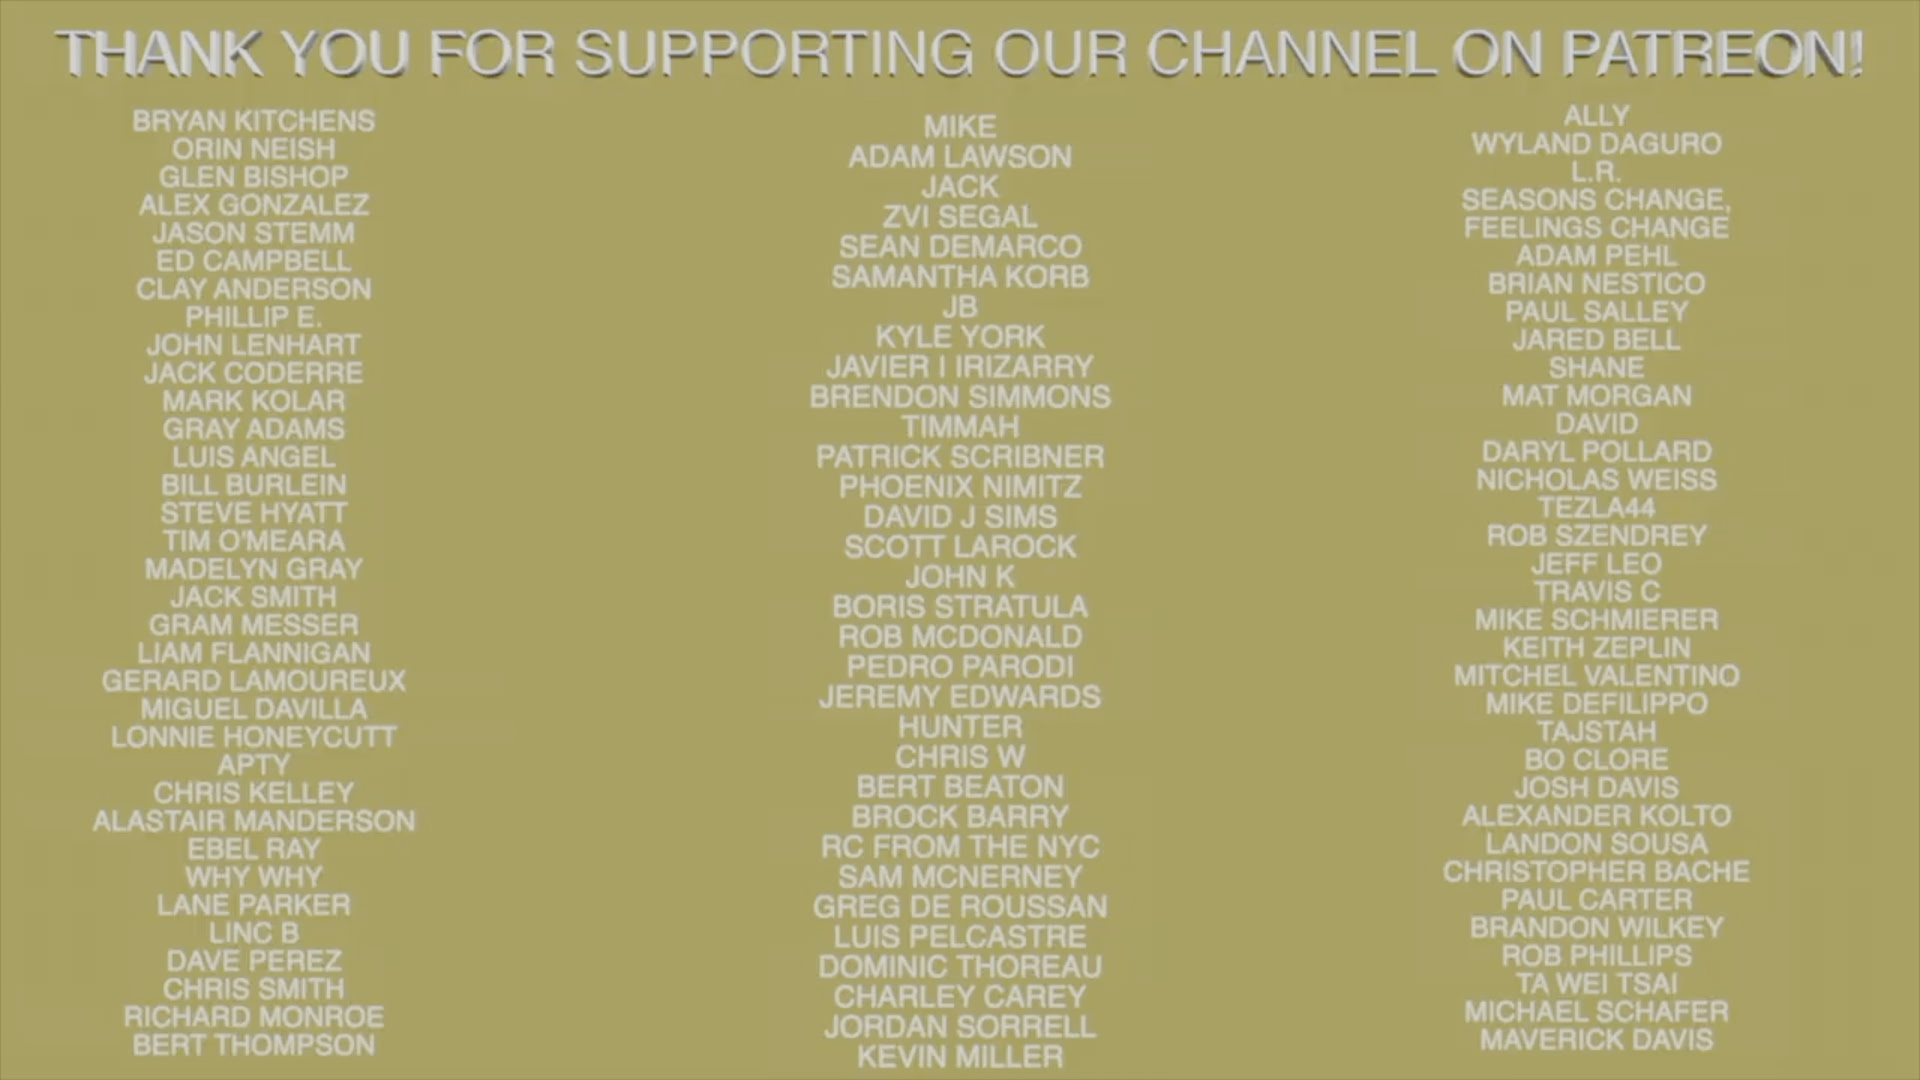 THANK YOU FOR SUPPORTING OUR CHANNEL ON PATREON!
BRYAN KITCHENS
ORIN NEISH
GLEN BISHOP
ALEX GONZALEZ
JASON STEMM
ED CAMPBELL
CLAY ANDERSON
PHILLIP E.
JOHN LENHART
JACK CODERRE
MARK KOLAR
GRAY ADAMS
LUIS ANGEL
BILL BURLEIN
STEVE HYATT
TIM O'MEARA
MADELYN GRAY
JACK SMITH
GRAM MESSER
LIAM FLANNIGAN
GERARD LAMOUREUX
MIGUEL DAVILLA
LONNIE HONEYCUTT
APTY
CHRIS KELLEY
ALASTAIR MANDERSON
EBEL RAY
WHY WHY
LANE PARKER
LINC B
DAVE PEREZ
CHRIS SMITH
RICHARD MONROE
BERT THOMPSON
MIKE
ADAM LAWSON
JACK
ZVI SEGAL
SEAN DEMARCO
SAMANTHA KORB
JB
KYLE YORK
JAVIER I IRIZARRY
BRENDON SIMMONS
TIMMAH
PATRICK SCRIBNER
PHOENIX NIMITZ
DAVID J SIMS
SCOTT LAROCK
JOHN K
BORIS STRATULA
ROB MCDONALD
PEDRO PARODI
JEREMY EDWARDS
HUNTER
CHRIS W
BERT BEATON
BROCK BARRY
RC FROM THE NYC
SAM MCNERNEY
GREG DE ROUSSAN
LUIS PELCASTRE
DOMINIC THOREAU
CHARLEY CAREY
JORDAN SORRELL
KEVIN MILLER
ALLY
WYLAND DAGURO
L.R.
SEASONS CHANGE,
FEELINGS CHANGE
ADAM PEHL
BRIAN NESTICO
PAUL SALLEY
JARED BELL
SHANE
MAT MORGAN
DAVID
DARYL POLLARD
NICHOLAS WEISS
TEZLA44
ROB SZENDREY
JEFF LEO
TRAVIS C
MIKE SCHMIERER
KEITH ZEPLIN
MITCHEL VALENTINO
MIKE DEFILIPPO
TAJSTAH
BO CLORE
JOSH DAVIS
ALEXANDER KOLTO
LANDON SOUSA
CHRISTOPHER BACHE
PAUL CARTER
BRANDON WILKEY
ROB PHILLIPS
TA WEI TSAI
MICHAEL SCHAFER
MAVERICK DAVIS